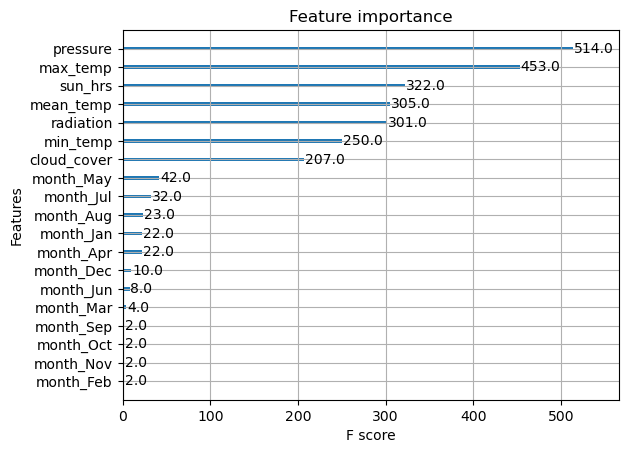 Feature importance
pressure 514.0
max_temp 453.0
sun_hrs 322.0
mean_temp 305.0
radiation 301.0
min_temp 250.0
cloud_cover 207.0
month_May 42.0
month_Jul 32.0
month_Aug 23.0
month_Jan 22.0
month_Apr 22.0
month_Dec 10.0
month_Jun 8.0
month_Mar 4.0
month_Sep 2.0
month_Oct 2.0
month_Nov 2.0
month_Feb 2.0
Features
0 100 200 300 400 500
F score